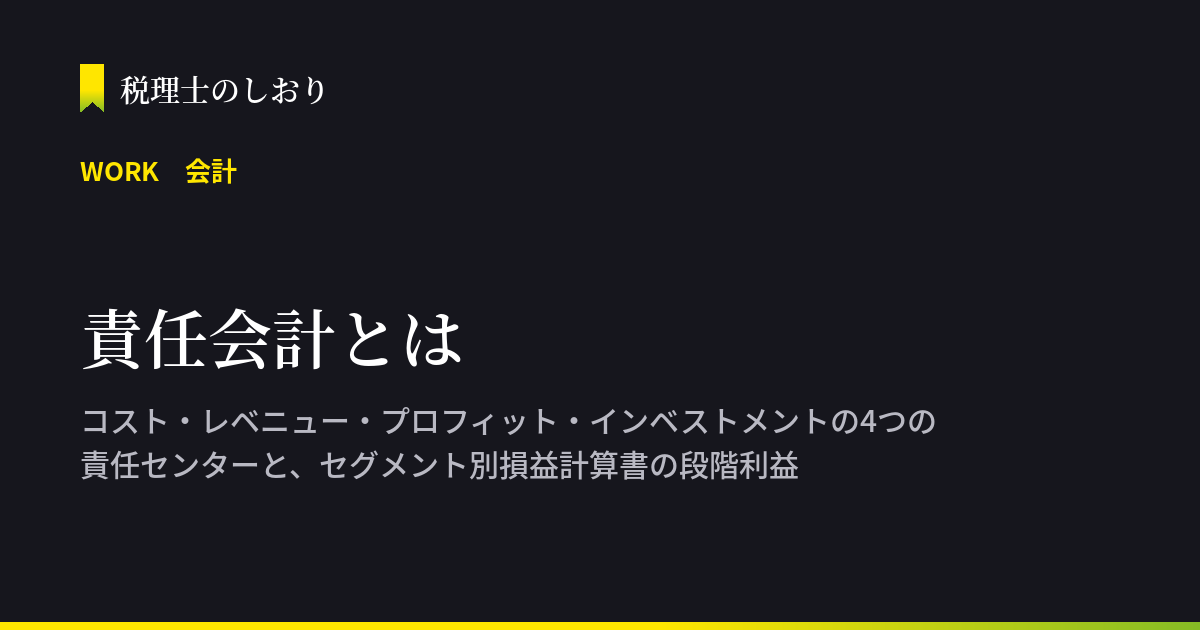 税理士のしおり
WORK 会計
責任会計とは
コスト・レベニュー・プロフィット・インベストメントの4つの
責任センターと、セグメント別損益計算書の段階利益